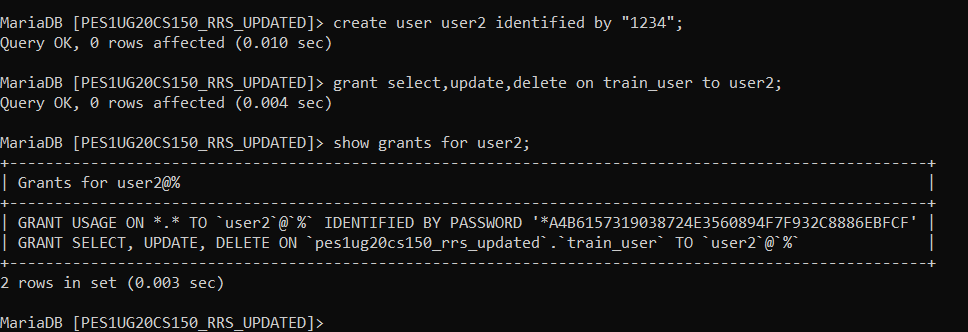 MariaDB [PES1UG20CS150_RRS_UPDATED]> create user user2 identified by "1234";
Query OK, 0 rows affected (0.010 sec)
MariaDB [PES1UG20CS150_RRS_UPDATED]> grant select,update,delete on train_user to user2;
Query OK, 0 rows affected (0.004 sec)
MariaDB [PES1UG20CS150_RRS_UPDATED]> show grants for user2;
+--------------------------------------------------------------------------------------------------------+
| Grants for user2@% |
+--------------------------------------------------------------------------------------------------------+
| GRANT USAGE ON *.* TO `user2`@`%` IDENTIFIED BY PASSWORD '*A4B6157319038724E3560894F7F932C8886EBFCF' |
| GRANT SELECT, UPDATE, DELETE ON `pes1ug20cs150_rrs_updated`.`train_user` TO `user2`@`%` |
+--------------------------------------------------------------------------------------------------------+
2 rows in set (0.003 sec)
MariaDB [PES1UG20CS150_RRS_UPDATED]>